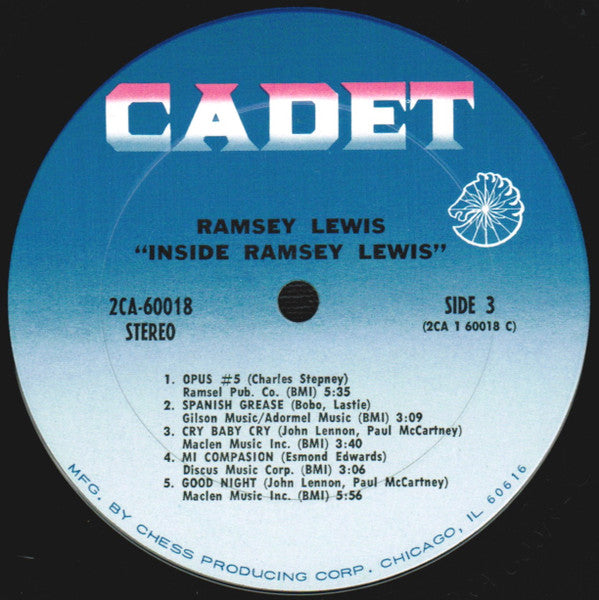 CADET
RAMSEY LEWIS
"INSIDE RAMSEY LEWIS"
2CA-60018
STEREO
SIDE 3
(2CA 1 60018 C)
1. OPUS #5 (Charles Stepney)
Ramsel Pub. Co. (BMI) 5:35
2. SPANISH GREASE (Bobo, Lastie)
Gilson Music/Adormel Music (BMI) 3:09
3. CRY BABY CRY (John Lennon, Paul McCartney)
Maclen Music Inc. (BMI) 3:40
4. MI COMPASION (Esmond Edwards)
Discus Music Corp. (BMI) 3:06
5. GOOD NIGHT (John Lennon, Paul McCartney)
Maclen Music Inc. (BMI) 5:56
MFG. BY CHESS PRODUCING CORP. CHICAGO, IL 60616